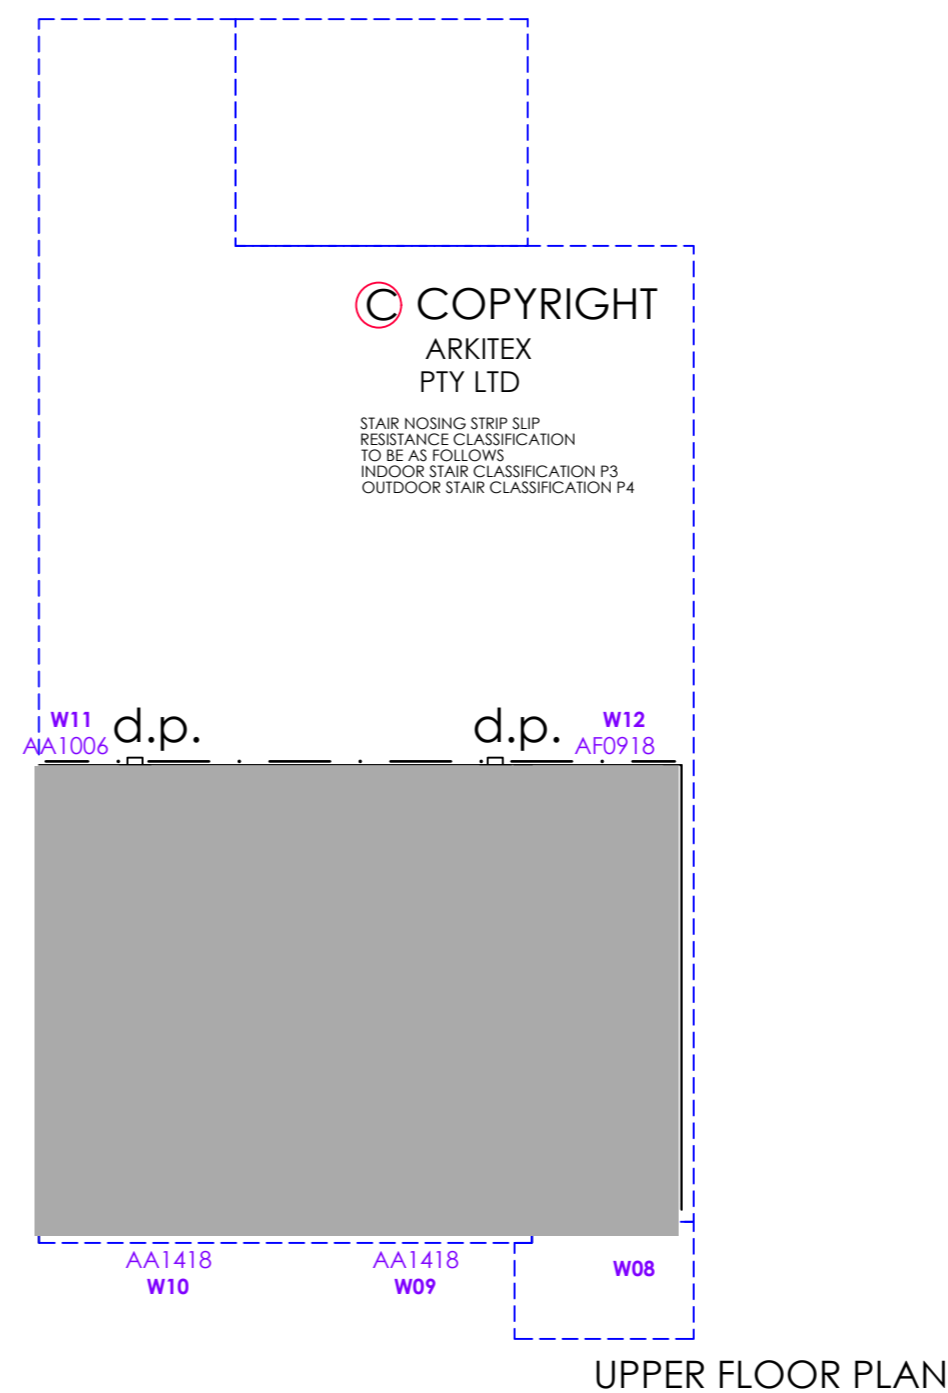 © COPYRIGHT
ARKITEX
PTY LTD
STAIR NOSING STRIP SLIP
RESISTANCE CLASSIFICATION
TO BE AS FOLLOWS
INDOOR STAIR CLASSIFICATION P3
OUTDOOR STAIR CLASSIFICATION P4
W11
AA1006
d.p.
d.p.
W12
AF0918
AA1418
W10
AA1418
W09
W08
UPPER FLOOR PLAN